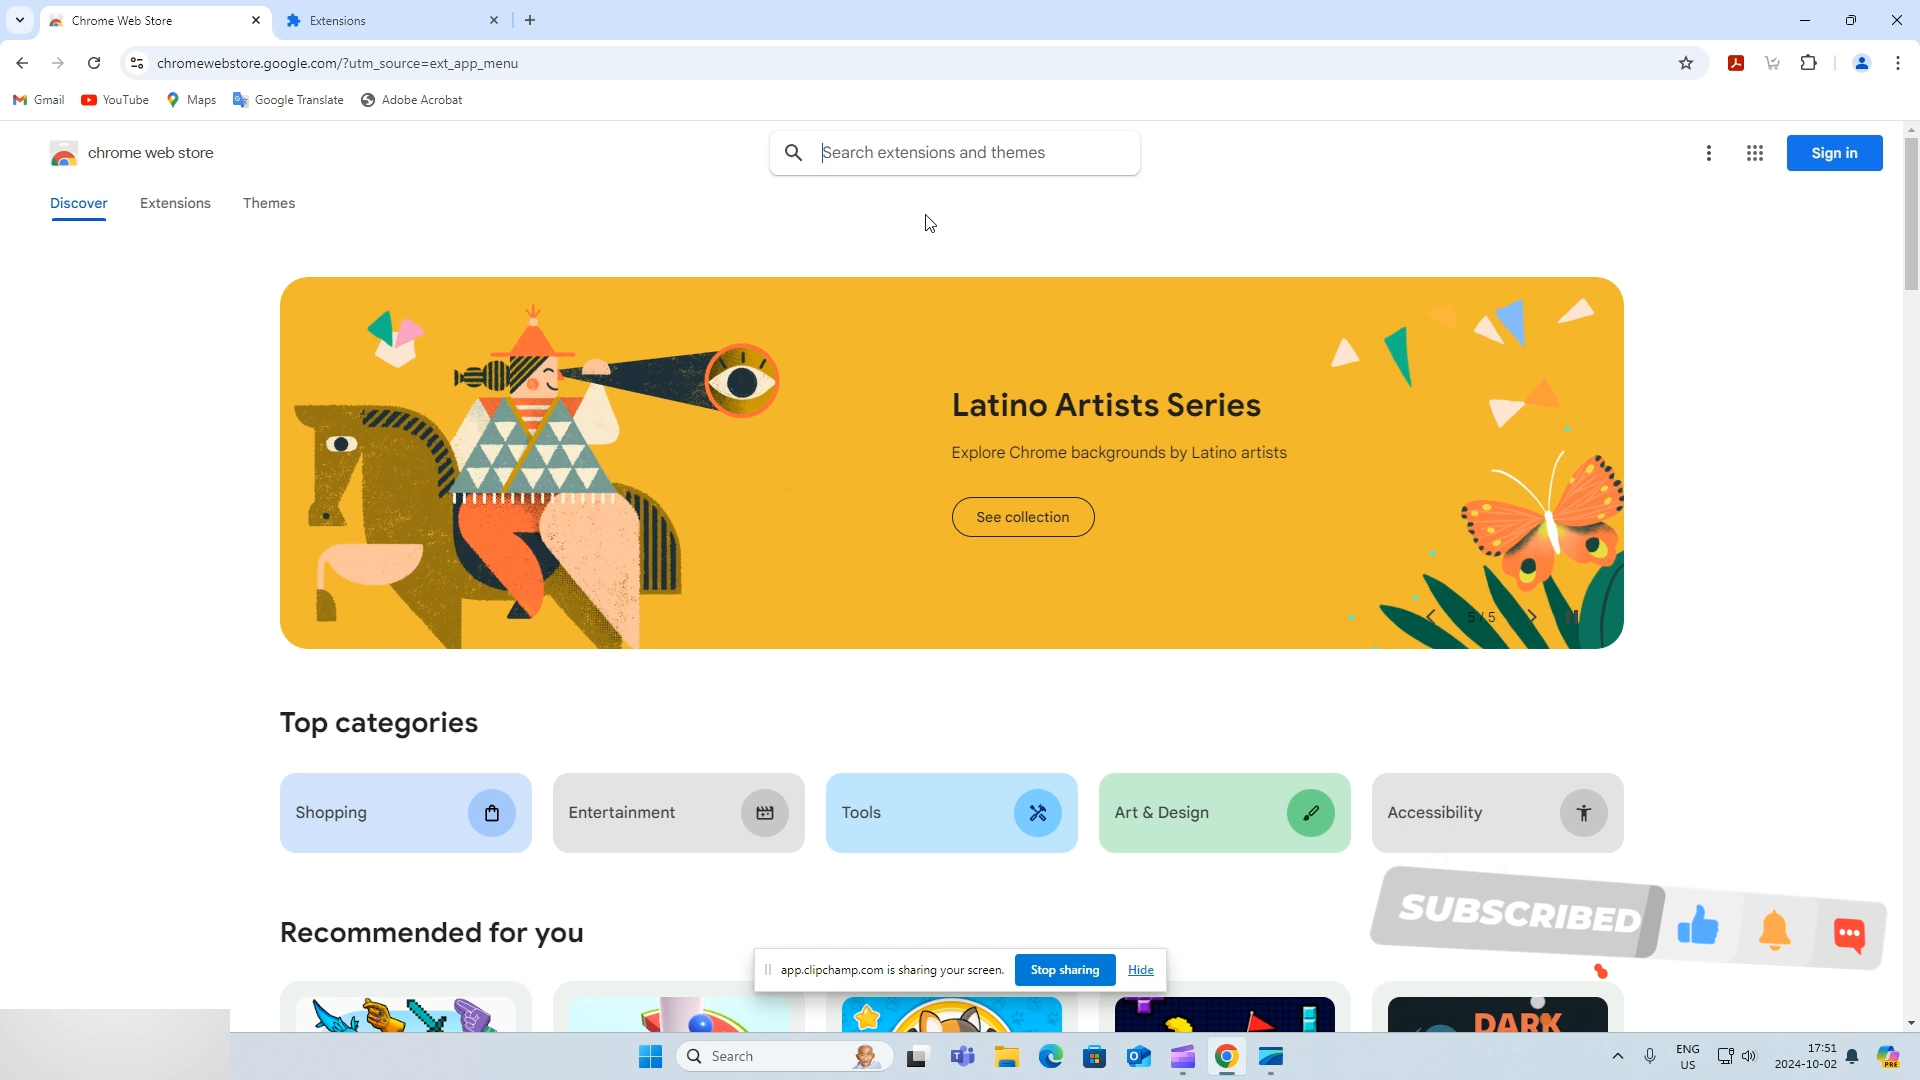 Chrome Web Store
Extensions
chromewebstore.google.com/?utm_source=ext_app_menu
Gmail
YouTube
Maps
Google Translate
Adobe Acrobat
chrome web store
Search extensions and themes
Sign in
Discover
Extensions
Themes
Latino Artists Series
Explore Chrome backgrounds by Latino artists
See collection
5 / 5
Top categories
Shopping
Entertainment
Tools
Art & Design
Accessibility
SUBSCRIBED
Recommended for you
app.clipchamp.com is sharing your screen.
Stop sharing
Hide
DARK
Search
ENG
US
17:51
2024-10-02
PRE